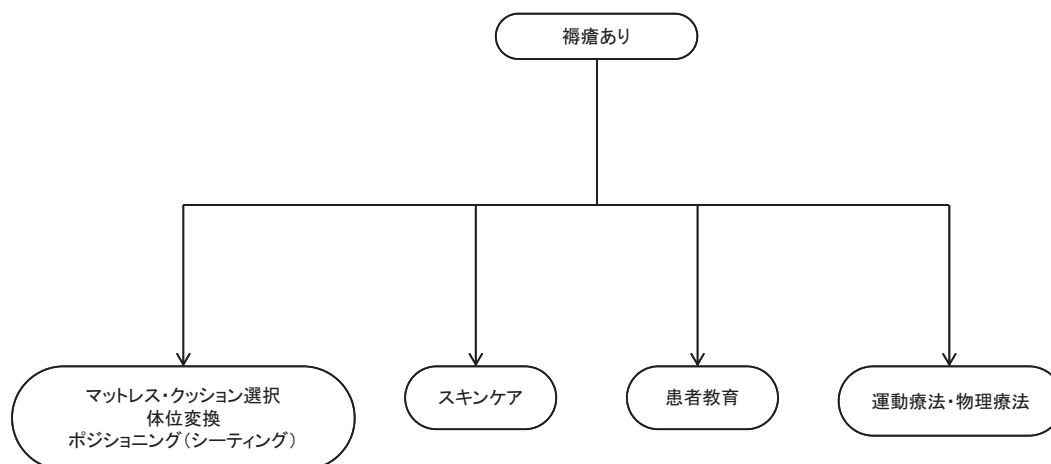 褥瘡あり
マットレス・クッション選択
体位変換
ポジショニング(シーティング)
スキンケア
患者教育
運動療法・物理療法